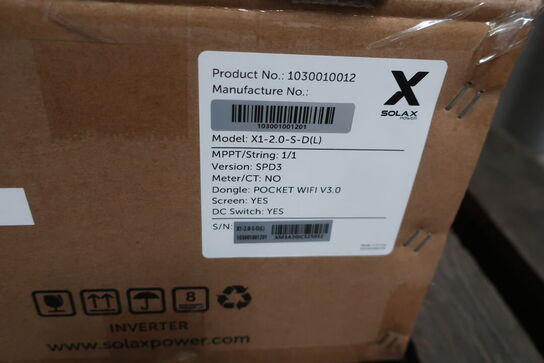 Product No.: 1030010012
Manufacture No.:
103001001201
X
SOLAX
POWER
Model: X1-2.0-S-D(L)
MPPT/String: 1/1
Version: SPD3
Meter/CT: NO
Dongle: POCKET WIFI V3.0
Screen: YES
DC Switch: YES
S/N:
X1-2.0-S-D(L)
103001001201
8
INVERTER
www.solaxpower.com